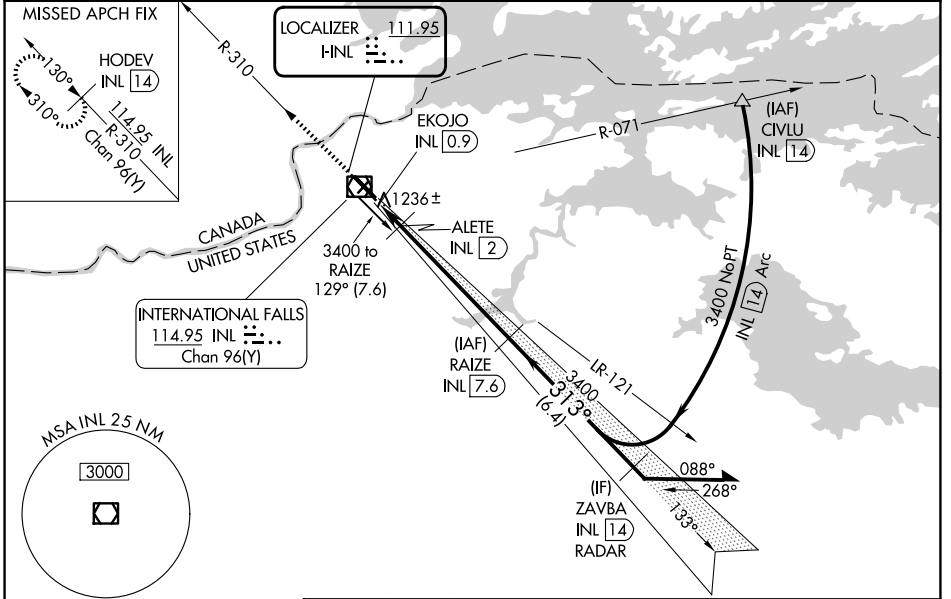 MISSED APCH FIX
HODEV
INL 14
130°
310°
114.95 INL
R-310
Chan 96(Y)
R-310
LOCALIZER 111.95
I-INL
EKOJO
INL 0.9
R-071
(IAF)
CIVLU
INL 14
1236 ±
ALETE
INL 2
CANADA
UNITED STATES
3400 to
RAIZE
129° (7.6)
3400 NoPT
INL 14 Arc
INTERNATIONAL FALLS
114.95 INL
Chan 96(Y)
(IAF)
RAIZE
INL 7.6
LR-121
3400
313°
(6.4)
MSA INL 25 NM
3000
088°
268°
(IF)
ZAVBA
INL 14
RADAR
133°